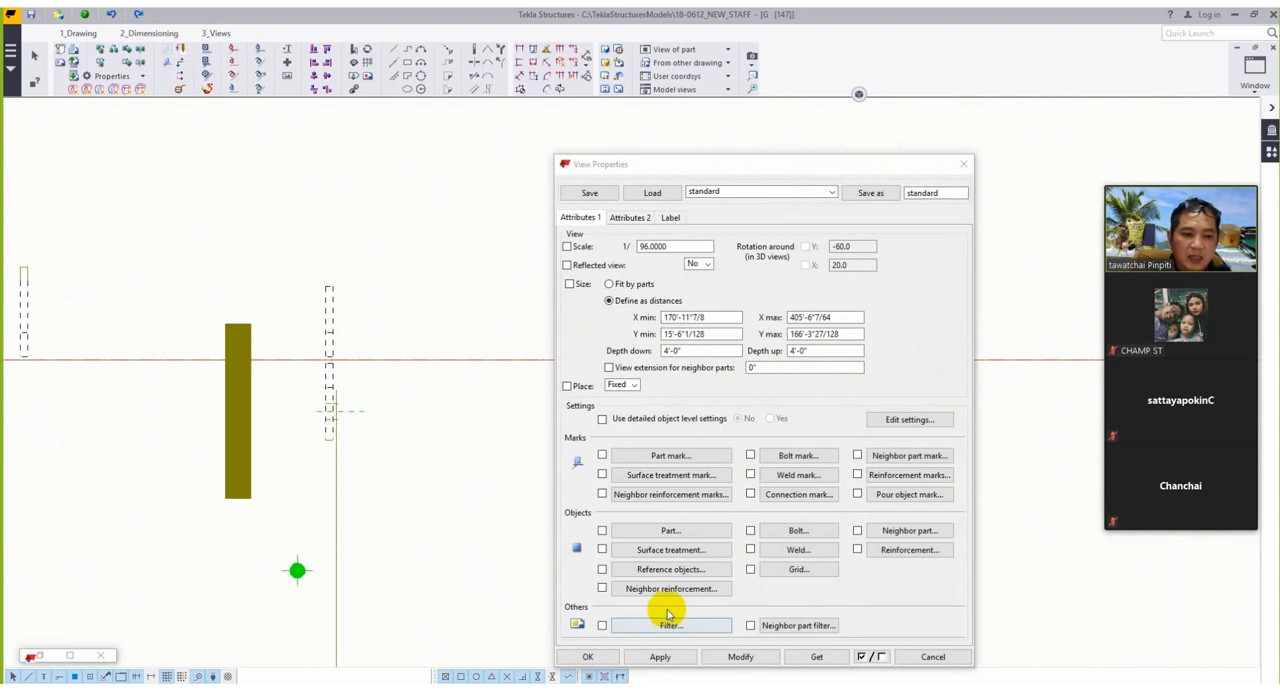 Tekla Structures - C:\TeklaStructuresModels\18-0612_NEW_STAFF - [G [147]]
Log in
1_Drawing 2_Dimensioning 3_Views
Quick Launch
Properties
View of part
From other drawing
User coordsys
Model views
Window
View Properties
Save Load standard Save as standard
Attributes 1 Attributes 2 Label
View
Scale: 1/ 96.0000
Rotation around (in 3D views)
Y: -60.0
X: 20.0
Reflected view: No
Size: Fit by parts
Define as distances
X min: 170'-11"7/8 X max: 405'-6"7/64
Y min: 15'-6"1/128 Y max: 166'-3"27/128
Depth down: 4'-0" Depth up: 4'-0"
View extension for neighbor parts: 0"
Place: Fixed
Settings
Use detailed object level settings No Yes Edit settings...
Marks
Part mark... Bolt mark... Neighbor part mark...
Surface treatment mark... Weld mark... Reinforcement marks...
Neighbor reinforcement marks... Connection mark... Pour object mark...
Objects
Part... Bolt... Neighbor part...
Surface treatment... Weld... Reinforcement...
Reference objects... Grid...
Neighbor reinforcement...
Others
Filter... Neighbor part filter...
OK Apply Modify Get Cancel
tawatchai Pinpiti
CHAMP ST
sattayapokinC
Chanchai